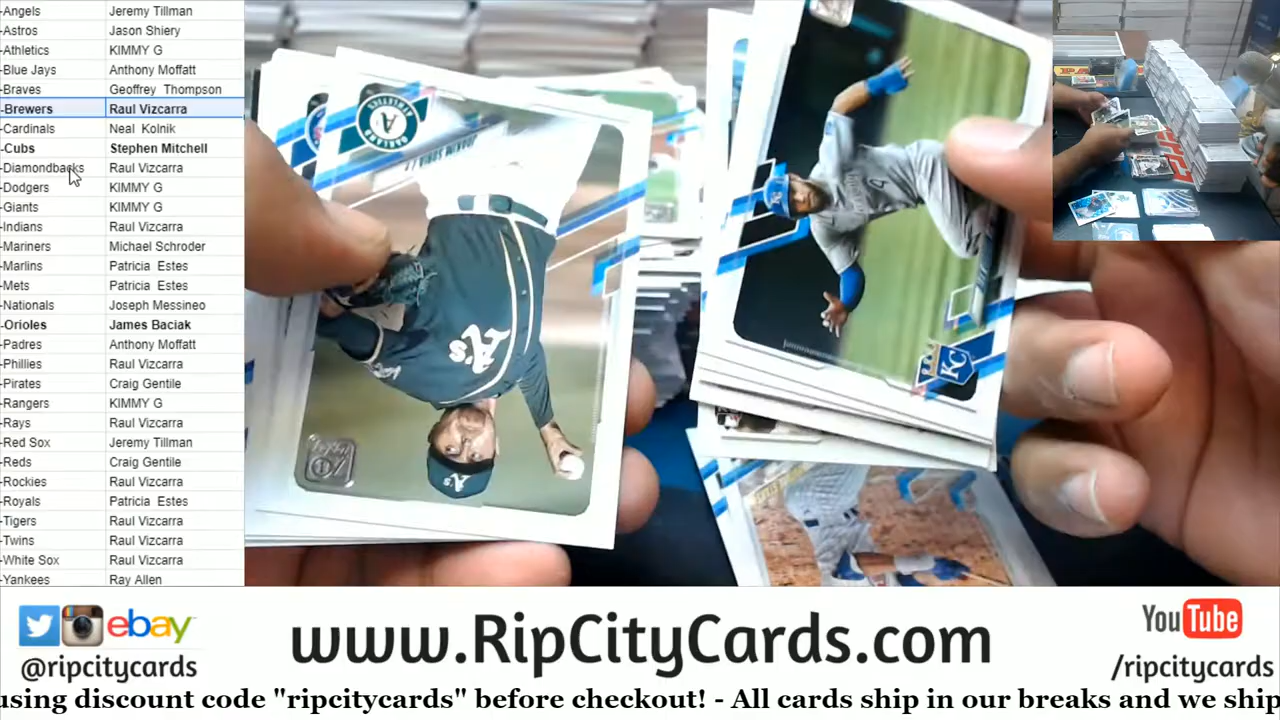 -Angels Jeremy Tillman
-Astros Jason Shiery
-Athletics KIMMY G
-Blue Jays Anthony Moffatt
-Braves Geoffrey Thompson
-Brewers Raul Vizcarra
-Cardinals Neal Kolnik
-Cubs Stephen Mitchell
-Diamondbacks Raul Vizcarra
-Dodgers KIMMY G
-Giants KIMMY G
-Indians Raul Vizcarra
-Mariners Michael Schroder
-Marlins Patricia Estes
-Mets Patricia Estes
-Nationals Joseph Messineo
-Orioles James Baciak
-Padres Anthony Moffatt
-Phillies Raul Vizcarra
-Pirates Craig Gentile
-Rangers KIMMY G
-Rays Raul Vizcarra
-Red Sox Jeremy Tillman
-Reds Craig Gentile
-Rockies Raul Vizcarra
-Royals Patricia Estes
-Tigers Raul Vizcarra
-Twins Raul Vizcarra
-White Sox Raul Vizcarra
-Yankees Ray Allen
ATHLETICS
A's
A's
70
KC
KC
ebay
@ripcitycards
www.RipCityCards.com
YouTube
/ripcitycards
using discount code "ripcitycards" before checkout! - All cards ship in our breaks and we ship